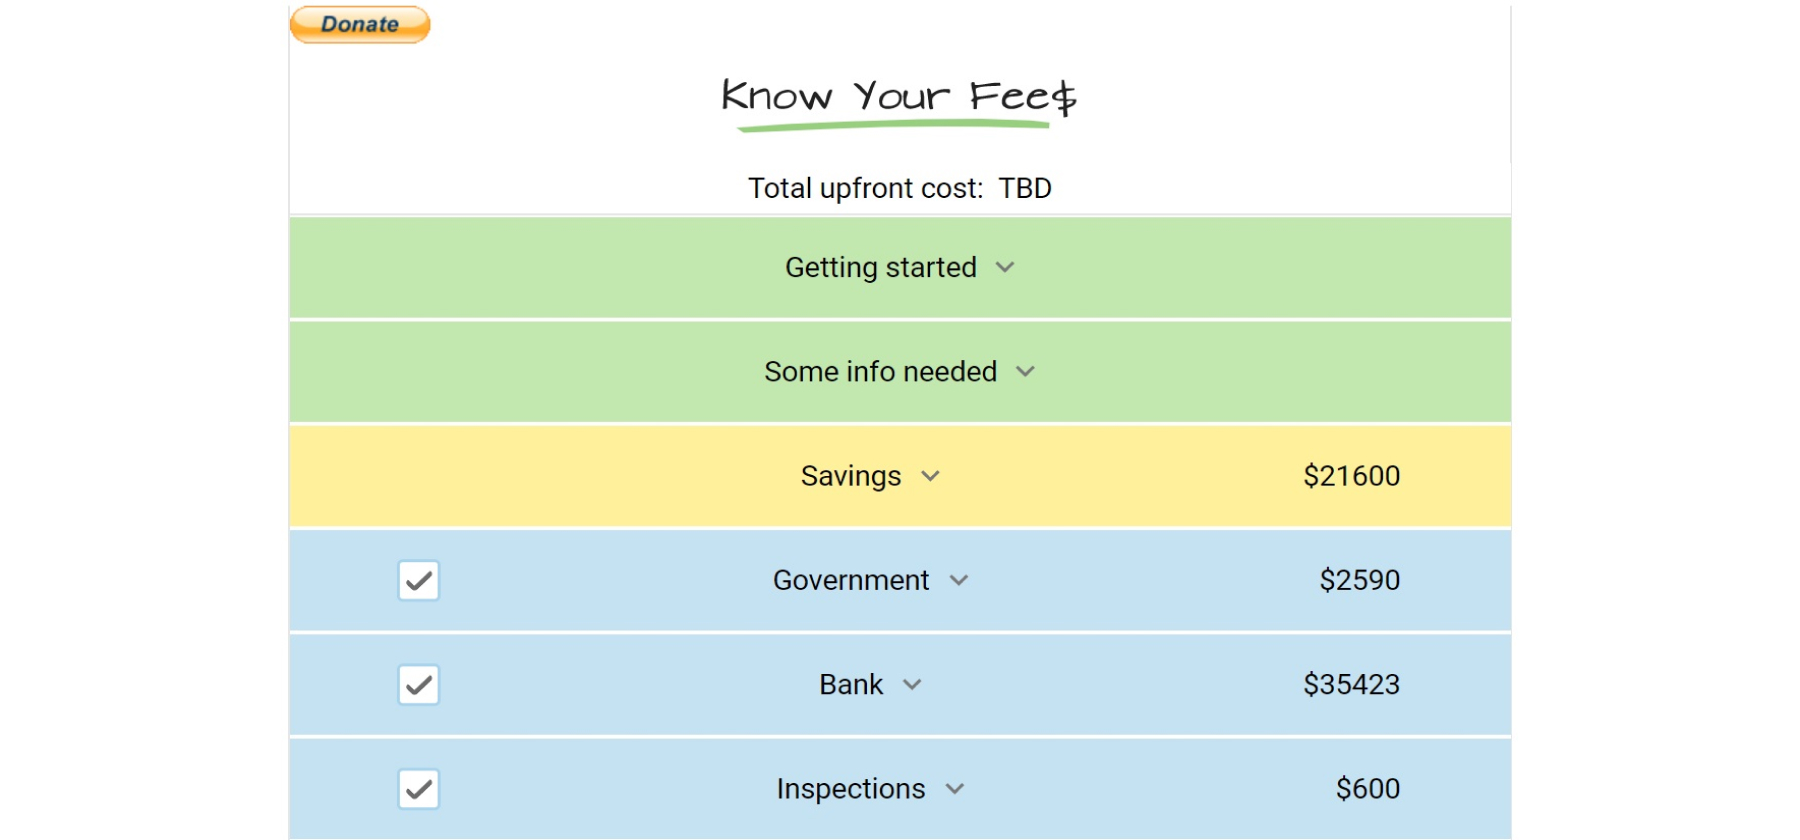 Donate
Know Your Fee$
Total upfront cost: TBD
Getting started
Some info needed
Savings $21600
Government $2590
Bank $35423
Inspections $600